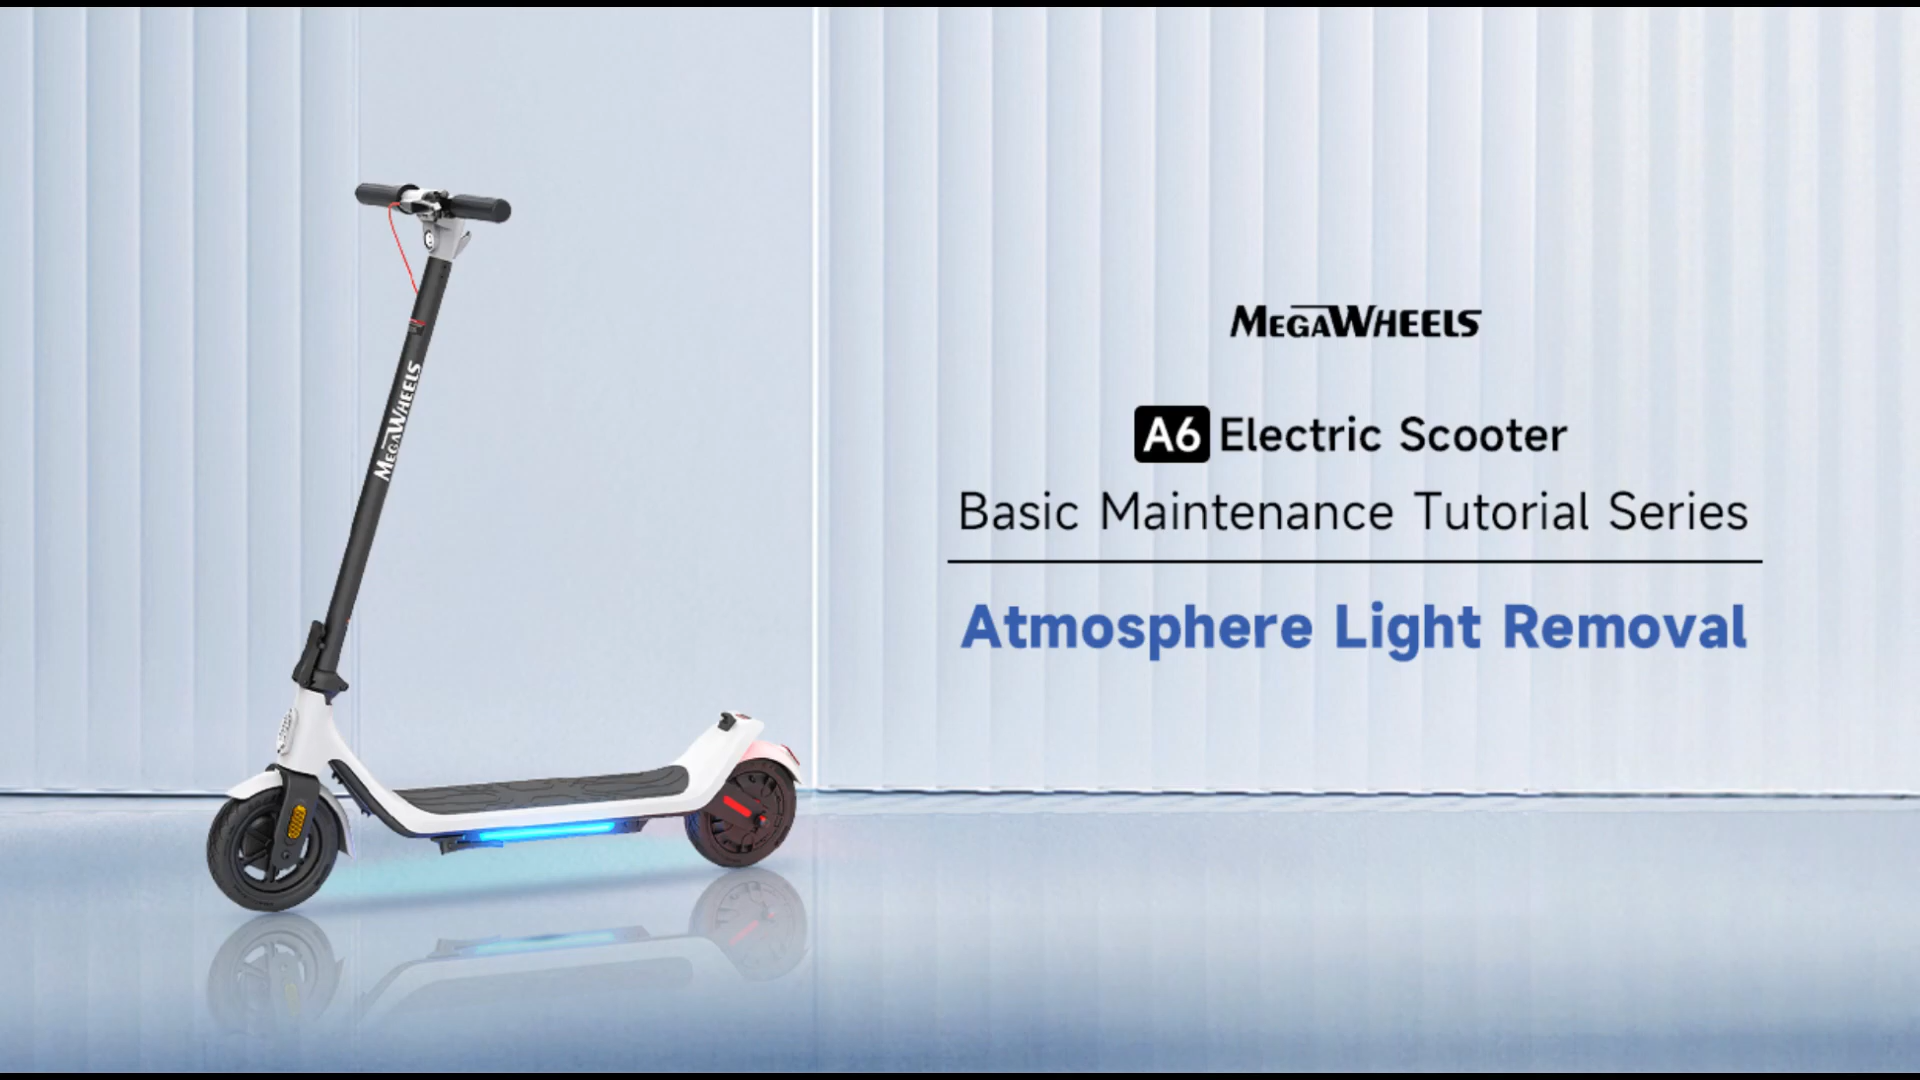 MEGAWHEELS
MEGAWHEELS
A6 Electric Scooter
Basic Maintenance Tutorial Series
Atmosphere Light Removal